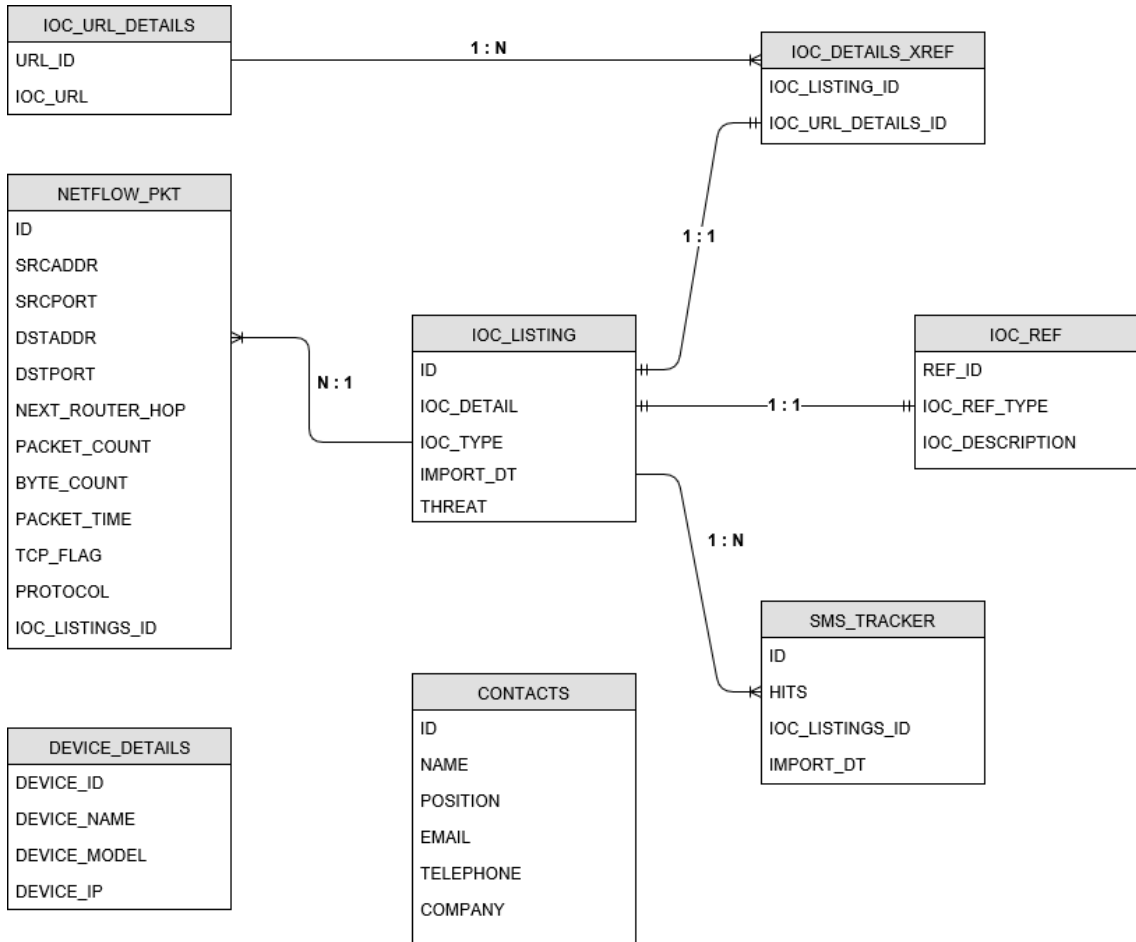 IOC_URL_DETAILS
URL_ID
IOC_URL
1 : N
IOC_DETAILS_XREF
IOC_LISTING_ID
IOC_URL_DETAILS_ID
NETFLOW_PKT
ID
SRCADDR
SRCPORT
DSTADDR
DSTPORT
NEXT_ROUTER_HOP
PACKET_COUNT
BYTE_COUNT
PACKET_TIME
TCP_FLAG
PROTOCOL
IOC_LISTINGS_ID
N : 1
1 : 1
IOC_LISTING
ID
IOC_DETAIL
IOC_TYPE
IMPORT_DT
THREAT
1 : 1
IOC_REF
REF_ID
IOC_REF_TYPE
IOC_DESCRIPTION
1 : N
SMS_TRACKER
ID
HITS
IOC_LISTINGS_ID
IMPORT_DT
DEVICE_DETAILS
DEVICE_ID
DEVICE_NAME
DEVICE_MODEL
DEVICE_IP
CONTACTS
ID
NAME
POSITION
EMAIL
TELEPHONE
COMPANY